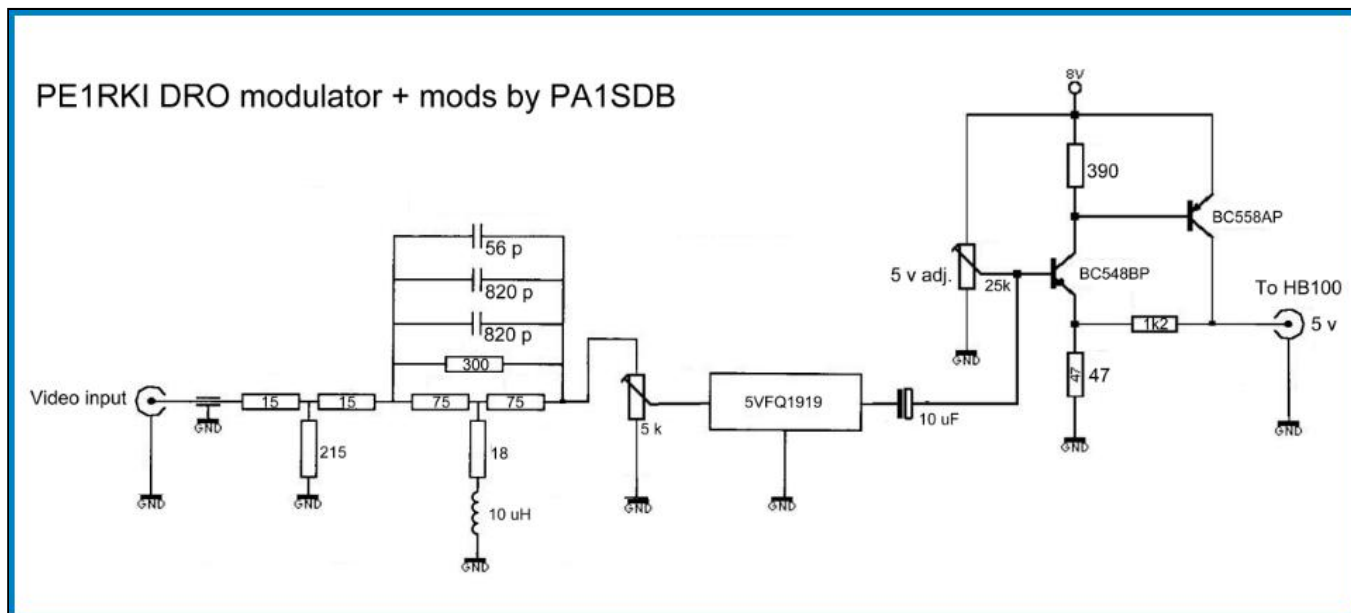 PE1RKI DRO modulator + mods by PA1SDB
8V
390
BC558AP
5 v adj.
25k
BC548BP
To HB100
5 v
1k2
GND
47
47
GND
GND
56 p
820 p
820 p
300
Video input
GND
15
15
75
75
215
GND
18
10 uH
GND
5 k
GND
5VFQ1919
GND
10 uF
GND